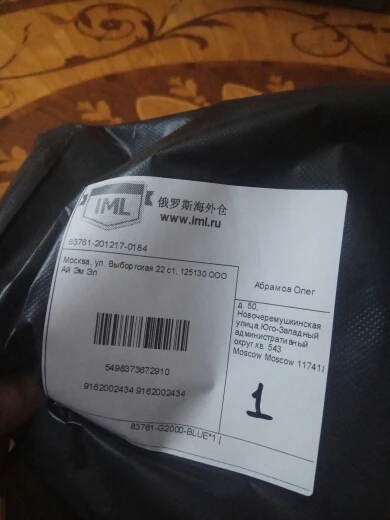 IML
俄罗斯海外仓
www.iml.ru
83761-201217-0184
Москва, ул. Выборгская 22 с1, 125130 ООО
Ай Эм Эл
5498373672910
9162002434 9162002434
Абрамов Олег
д. 50,
Новочеремушкинская
улица,Юго-Западный
административный
округ кв. 543
Moscow Moscow
1
83761-G2000-BLUE*1